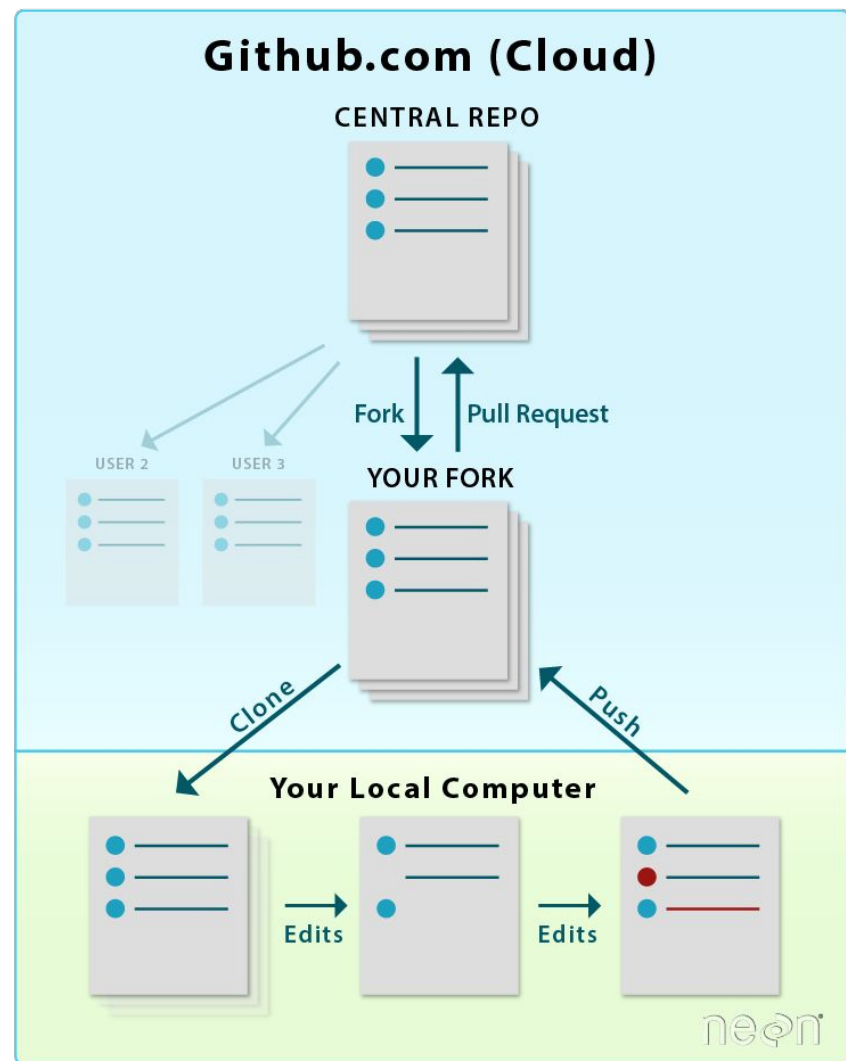 Github.com (Cloud)
CENTRAL REPO
Fork
Pull Request
USER 2
USER 3
YOUR FORK
Clone
Push
Your Local Computer
Edits
Edits
neon